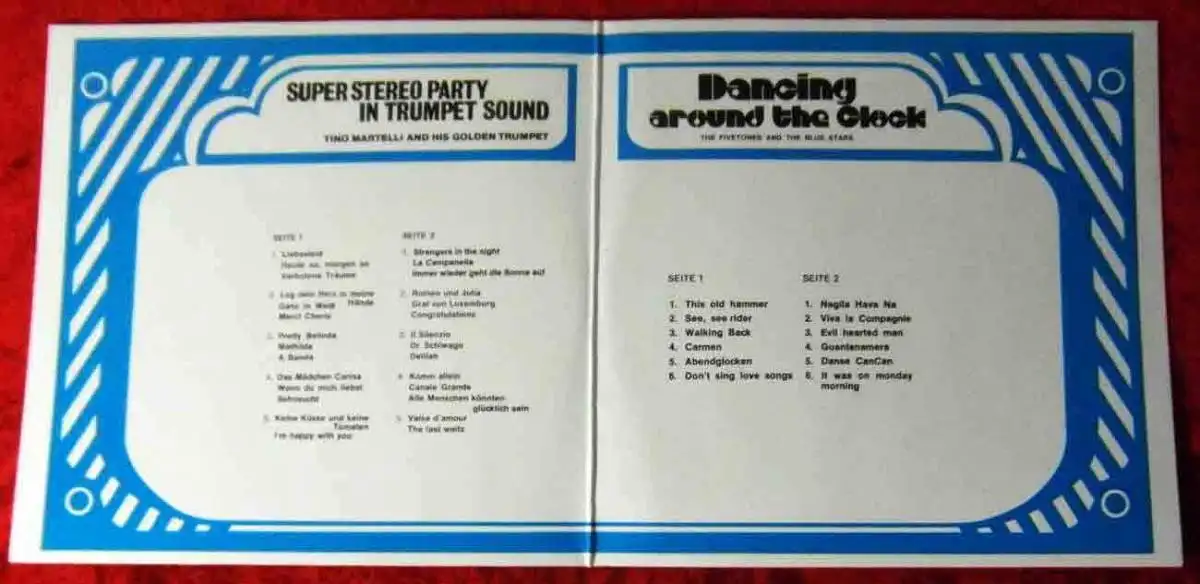 SUPER STEREO PARTY
IN TRUMPET SOUND
TINO MARTELLI AND HIS GOLDEN TRUMPET
SEITE 1
1. Liebesleid
Heute so, morgen so
Verbotene Träume
2. Leg dein Herz in meine
Hände
Ganz in Weiß
Merci Cherie
3. Pretty Belinda
Mathilda
A Banda
4. Das Mädchen Carina
Wenn du mich liebst
Sehnsucht
5. Keine Küsse und keine
Tomaten
I'm happy with you
SEITE 2
1. Strangers in the night
La Campanella
Immer wieder geht die Sonne auf
2. Romeo und Julia
Graf von Luxemburg
Congratulations
3. Il Silenzio
Dr. Schiwago
Delilah
4. Komm allein
Canale Grande
Alle Menschen könnten
glücklich sein
5. Valse d'amour
The last waltz
Dancing
around the Clock
THE FIVETONES AND THE BLUE STARS
SEITE 1
1. This old hammer
2. See, see rider
3. Walking Back
4. Carmen
5. Abendglocken
6. Don't sing love songs
SEITE 2
1. Nagila Hava Na
2. Viva la Compagnie
3. Evil hearted man
4. Guantanamera
5. Danse CanCan
6. It was on monday
morning